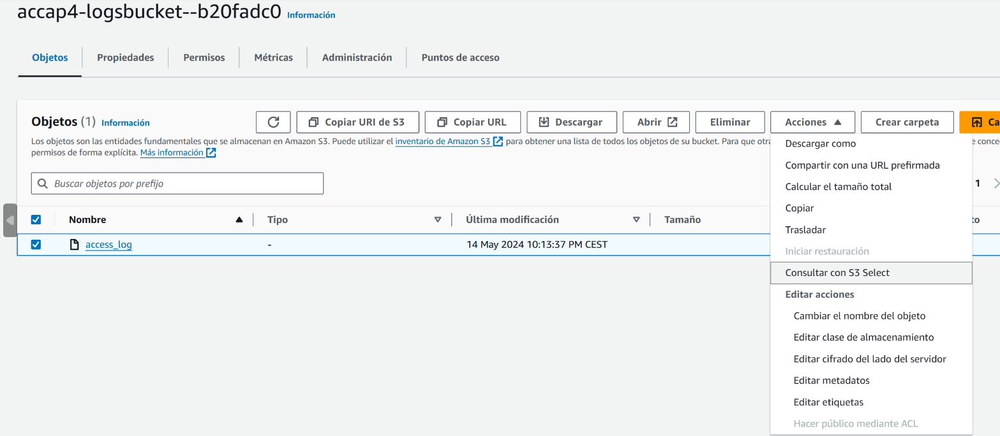 accap4-logsbucket--b20fadc0 Información
Objetos Propiedades Permisos Métricas Administración Puntos de acceso
Objetos (1) Información Copiar URI de S3 Copiar URL Descargar Abrir Eliminar Acciones Crear carpeta Ca
Los objetos son las entidades fundamentales que se almacenan en Amazon S3. Puede utilizar el inventario de Amazon S3 para obtener una lista de todos los objetos de su bucket. Para que otra
permisos de forma explícita. Más información
Descargar como
Compartir con una URL prefirmada
Buscar objetos por prefijo 1
Calcular el tamaño total
Copiar
Nombre Tipo Última modificación Tamaño
Trasladar
access_log - 14 May 2024 10:13:37 PM CEST
Iniciar restauración
Consultar con S3 Select
Editar acciones
Cambiar el nombre del objeto
Editar clase de almacenamiento
Editar cifrado del lado del servidor
Editar metadatos
Editar etiquetas
Hacer público mediante ACL